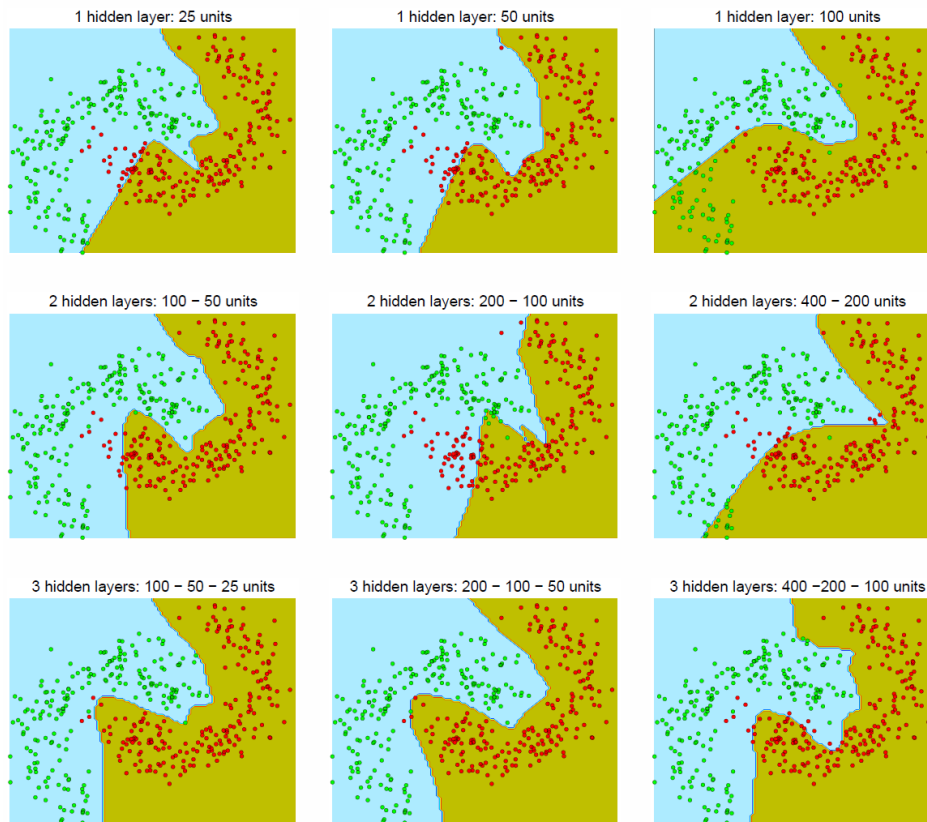 1 hidden layer: 25 units
1 hidden layer: 50 units
1 hidden layer: 100 units
2 hidden layers: 100 − 50 units
2 hidden layers: 200 − 100 units
2 hidden layers: 400 − 200 units
3 hidden layers: 100 − 50 − 25 units
3 hidden layers: 200 − 100 − 50 units
3 hidden layers: 400 −200 − 100 units